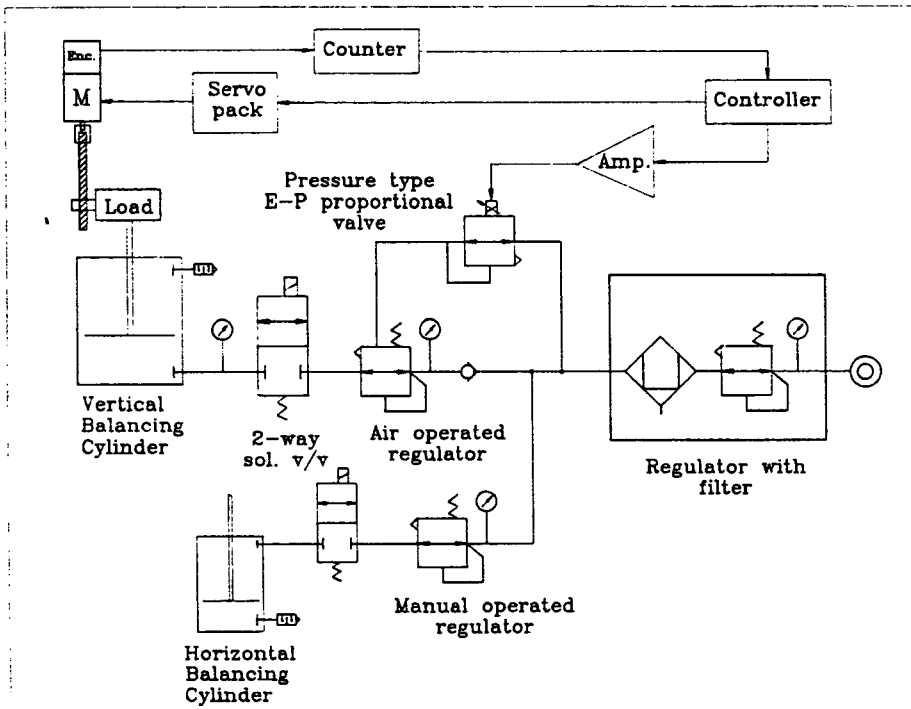 Enc.
Counter
M
Servo
pack
Controller
Amp.
Pressure type
E-P proportional
valve
Load
Vertical
Balancing
Cylinder
2-way
sol. v/v
Air operated
regulator
Regulator with
filter
Manual operated
regulator
Horizontal
Balancing
Cylinder